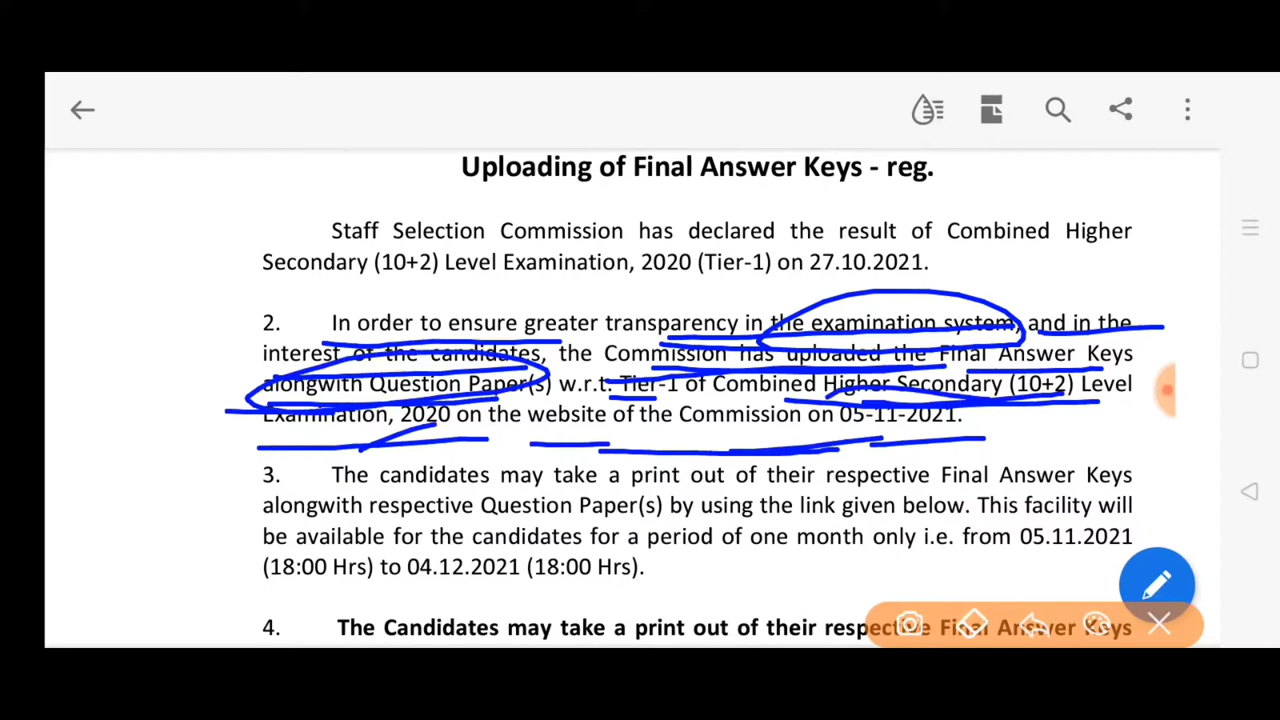 Uploading of Final Answer Keys - reg.
Staff Selection Commission has declared the result of Combined Higher
Secondary (10+2) Level Examination, 2020 (Tier-1) on 27.10.2021.
2. In order to ensure greater transparency in the examination system, and in the
interest of the candidates, the Commission has uploaded the Final Answer Keys
alongwith Question Paper(s) w.r.t. Tier-1 of Combined Higher Secondary (10+2) Level
Examination, 2020 on the website of the Commission on 05-11-2021.
3. The candidates may take a print out of their respective Final Answer Keys
alongwith respective Question Paper(s) by using the link given below. This facility will
be available for the candidates for a period of one month only i.e. from 05.11.2021
(18:00 Hrs) to 04.12.2021 (18:00 Hrs).
4. The Candidates may take a print out of their respective Final Answer Keys